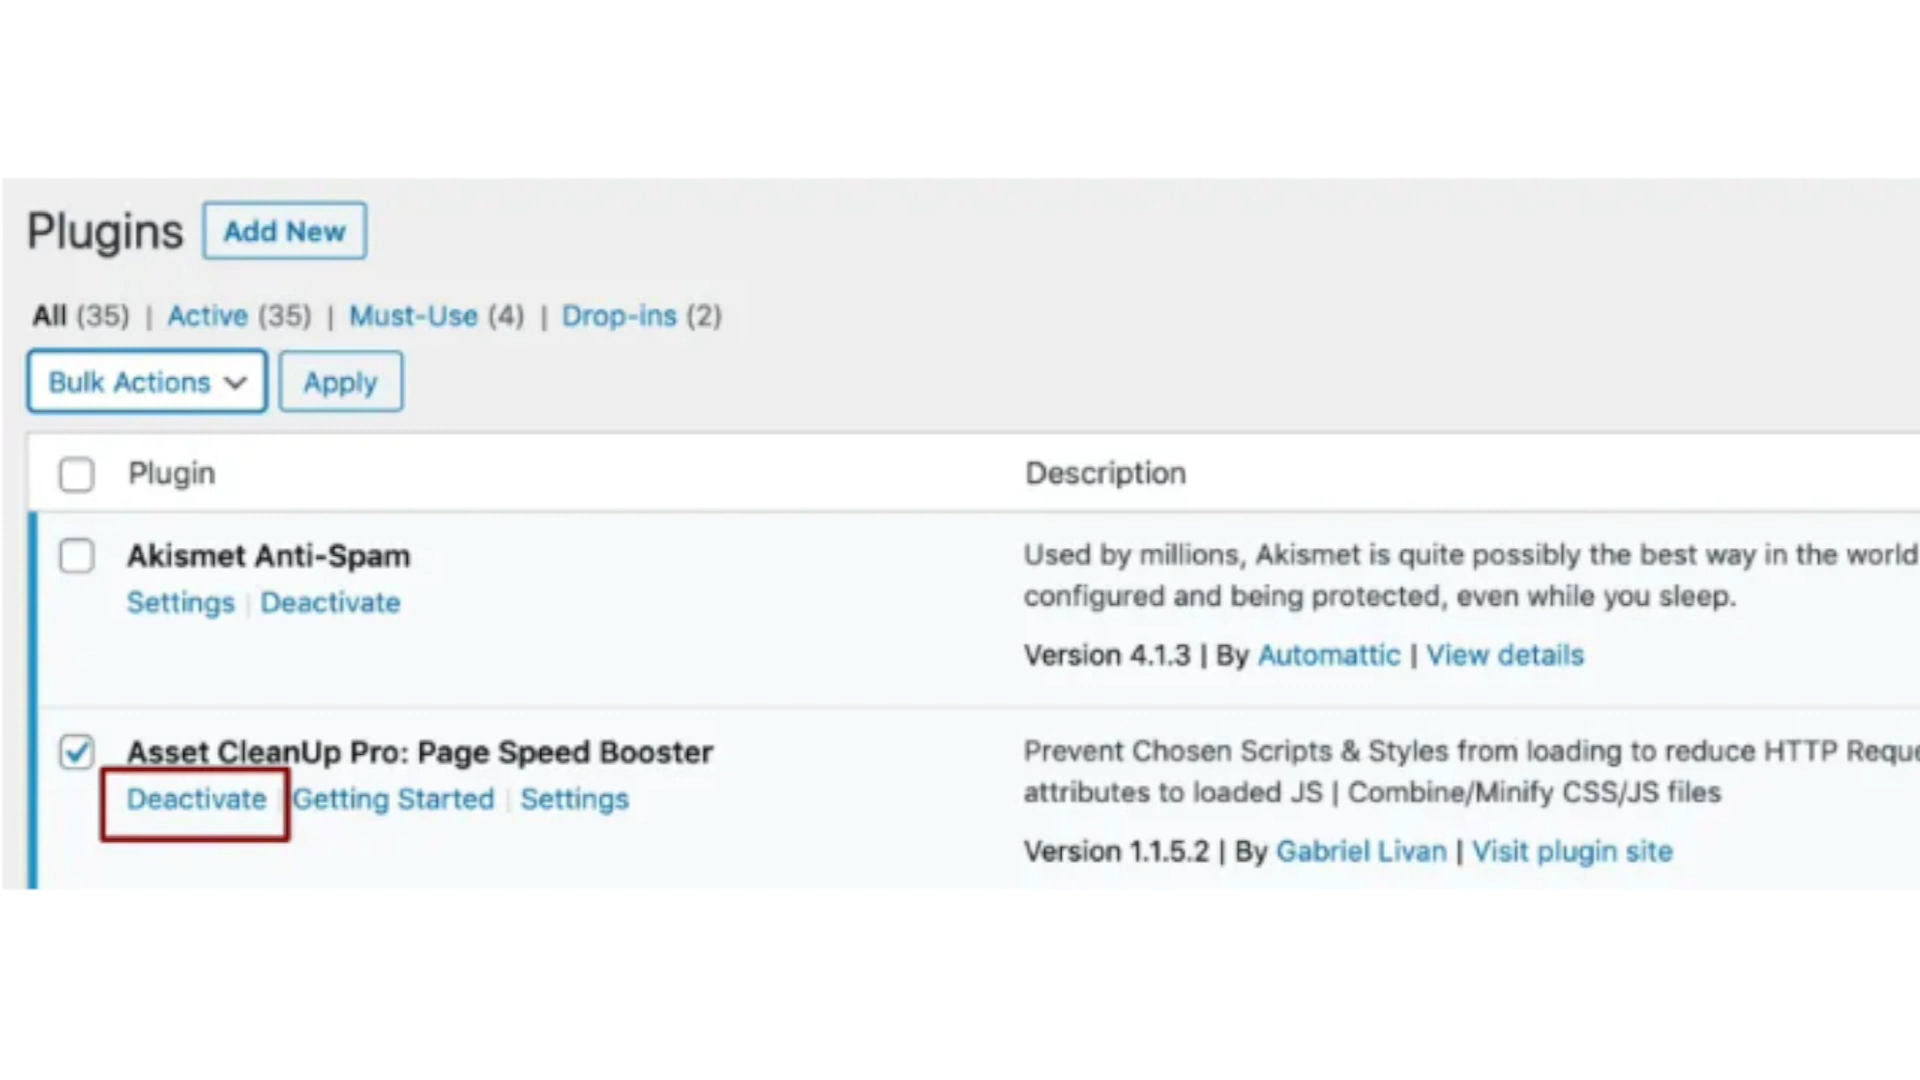 Plugins Add New
All (35) | Active (35) | Must-Use (4) | Drop-ins (2)
Bulk Actions Apply
Plugin Description
Akismet Anti-Spam Used by millions, Akismet is quite possibly the best way in the world
Settings | Deactivate configured and being protected, even while you sleep.
Version 4.1.3 | By Automattic | View details
Asset CleanUp Pro: Page Speed Booster Prevent Chosen Scripts & Styles from loading to reduce HTTP
Deactivate | Getting Started | Settings attributes to loaded JS | Combine/Minify CSS/JS files
Version 1.1.5.2 | By Gabriel Livan | Visit plugin site